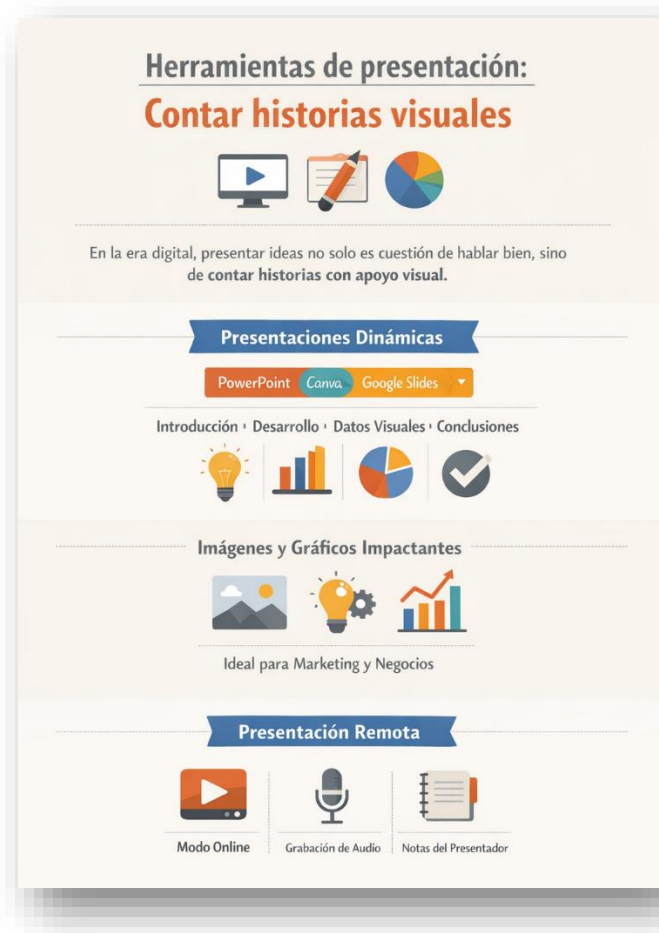 Herramientas de presentación:
Contar historias visuales
En la era digital, presentar ideas no solo es cuestión de hablar bien, sino
de contar historias con apoyo visual.
Presentaciones Dinámicas
PowerPoint Canva Google Slides
Introducción · Desarrollo · Datos Visuales · Conclusiones
Imágenes y Gráficos Impactantes
Ideal para Marketing y Negocios
Presentación Remota
Modo Online Grabación de Audio Notas del Presentador